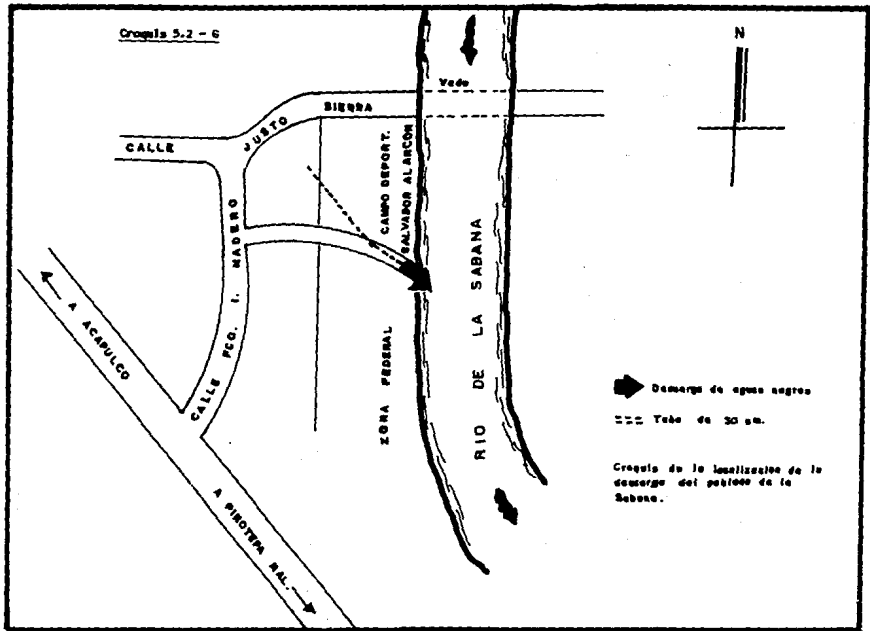 Croquis 5.2 - G
N
Vado
CALLE JUSTO SIERRA
CAMPO DEPORT.
SALVADOR ALARCON
CALLE FCO. I. MADERO
RIO DE LA SABANA
ZONA FEDERAL
A ACAPULCO
A PINOTEPA NAL.
Descarga de aguas negras
Tubo de 30 cm.
Croquis de la localizacion de la
descarga del poblado de la
Sabana.